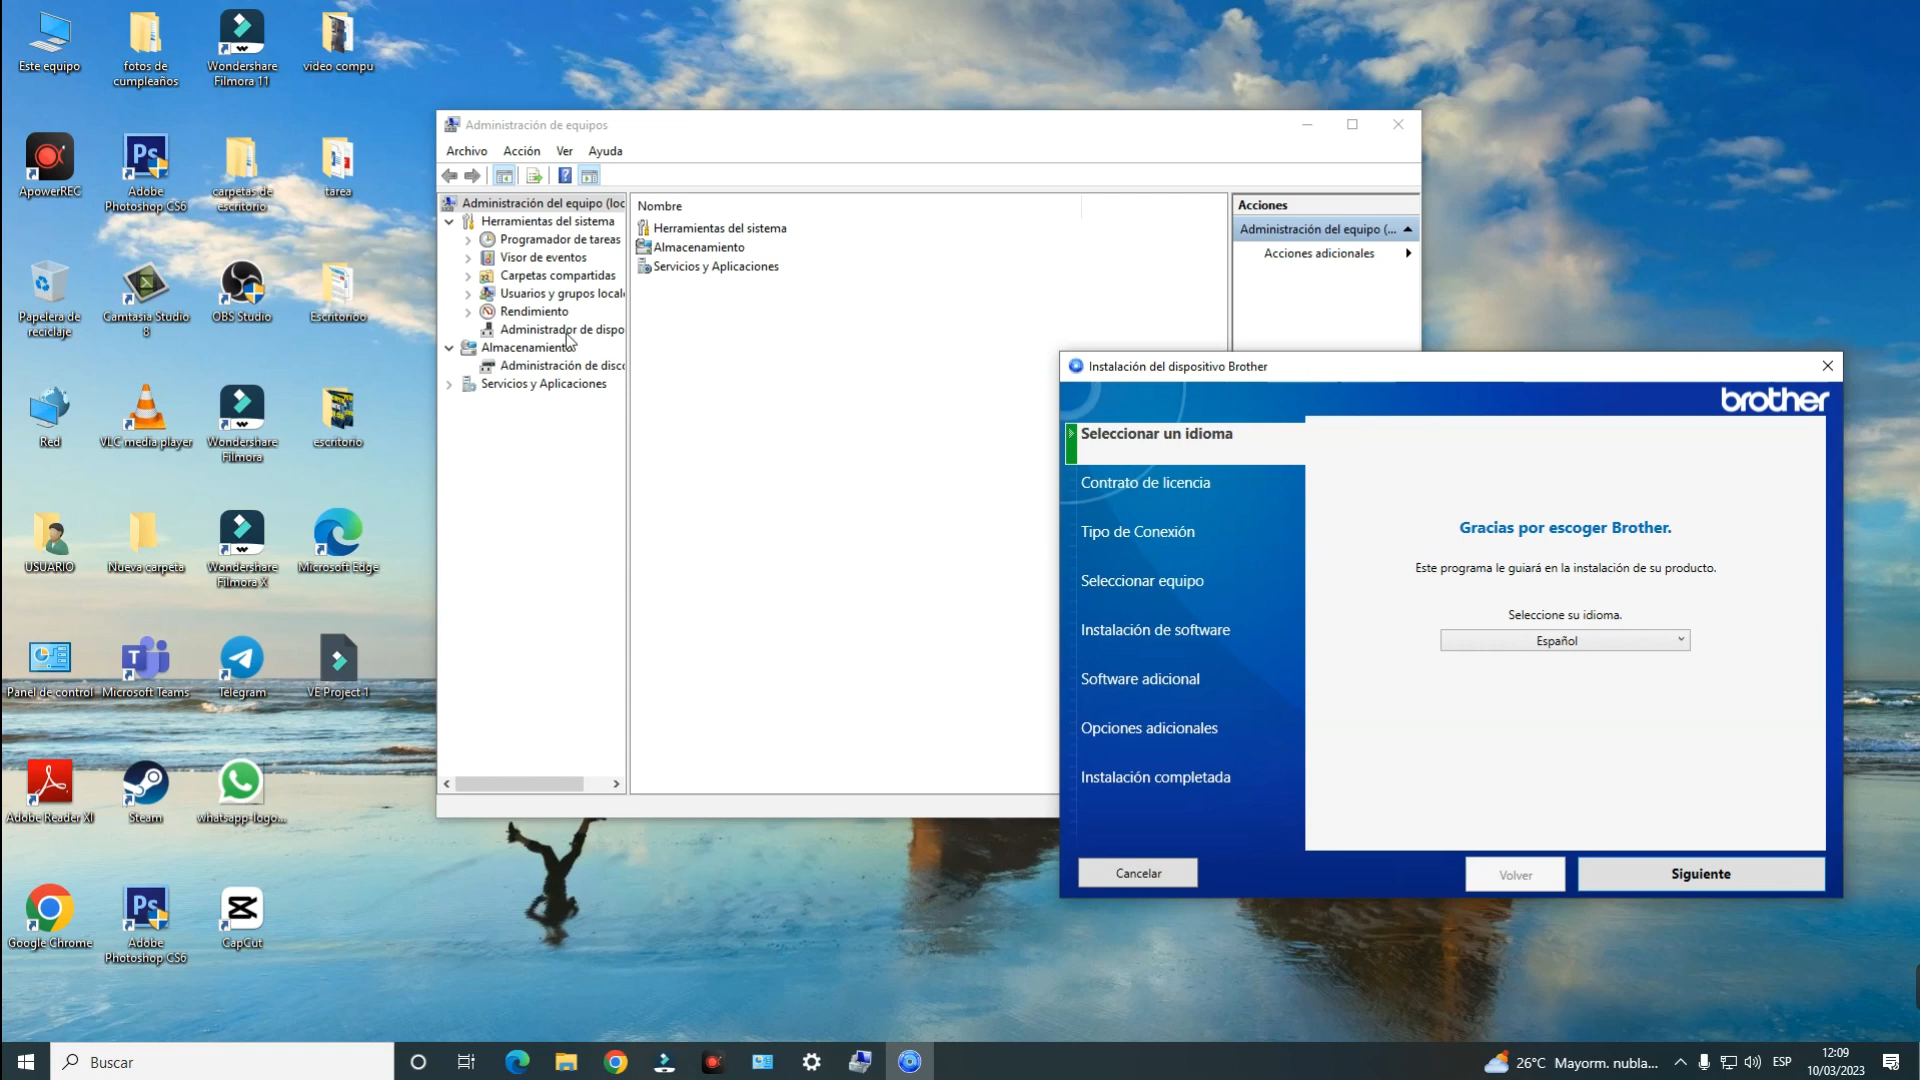 Este equipo
fotos de
cumpleaños
Wondershare
Filmora 11
video compu
ApowerREC
Adobe
Photoshop CS6
carpetas de
escritorio
tarea
Papelera de
reciclaje
Camtasia Studio
8
OBS Studio
Escritorioo
Red
VLC media player
Wondershare
Filmora
escritorio
USUARIO
Nueva carpeta
Wondershare
Filmora X
Microsoft Edge
Panel de control
Microsoft Teams
Telegram
VE Project-1
Adobe Reader XI
Steam
whatsapp-logo...
Google Chrome
Adobe
Photoshop CS6
CapCut
Administración de equipos
Archivo
Acción
Ver
Ayuda
Administración del equipo (loc
Herramientas del sistema
Programador de tareas
Visor de eventos
Carpetas compartidas
Usuarios y grupos locale
Rendimiento
Administrador de dispo
Almacenamiento
Administración de disco
Servicios y Aplicaciones
Nombre
Herramientas del sistema
Almacenamiento
Servicios y Aplicaciones
Acciones
Administración del equipo (...
Acciones adicionales
Instalación del dispositivo Brother
brother
Seleccionar un idioma
Contrato de licencia
Tipo de Conexión
Seleccionar equipo
Instalación de software
Software adicional
Opciones adicionales
Instalación completada
Gracias por escoger Brother.
Este programa le guiará en la instalación de su producto.
Seleccione su idioma.
Español
Cancelar
Volver
Siguiente
Buscar
26°C Mayorm. nubla...
ESP
12:09
10/03/2023